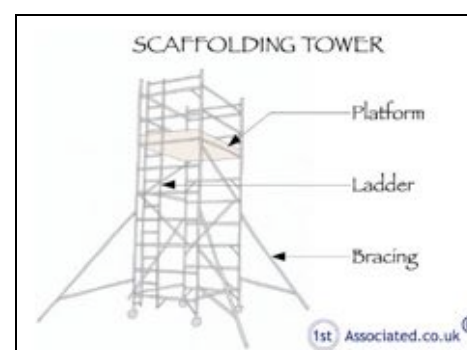 SCAFFOLDING TOWER
Platform
Ladder
Bracing
1st Associated.co.uk